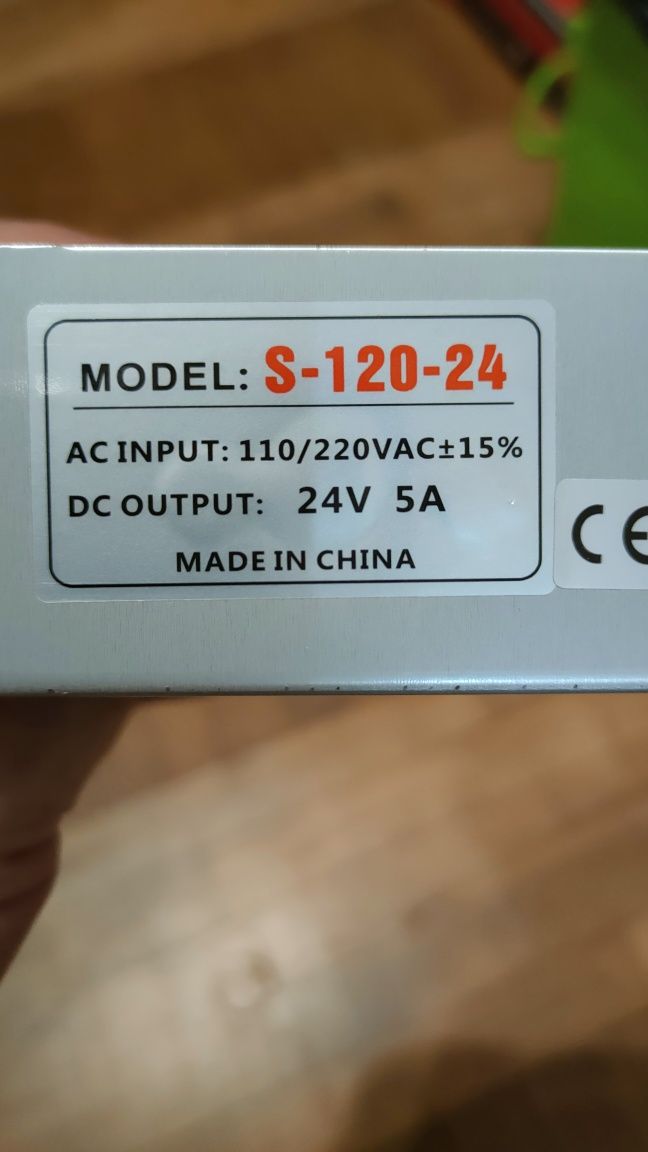 MODEL: S-120-24
AC INPUT: 110/220VAC±15%
DC OUTPUT: 24V 5A
MADE IN CHINA
CE